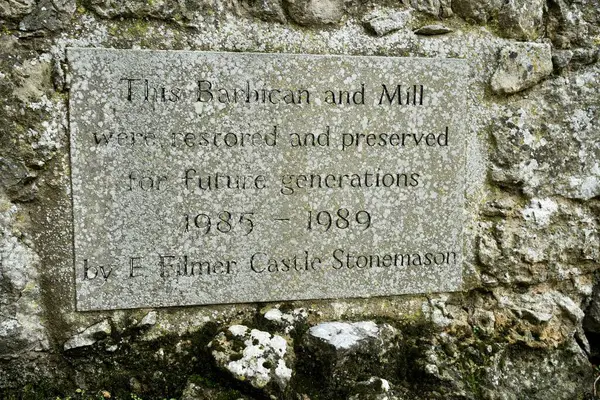 This Barbican and Mill
were restored and preserved
for future generations
1985 - 1989
by E Filmer Castle Stonemason